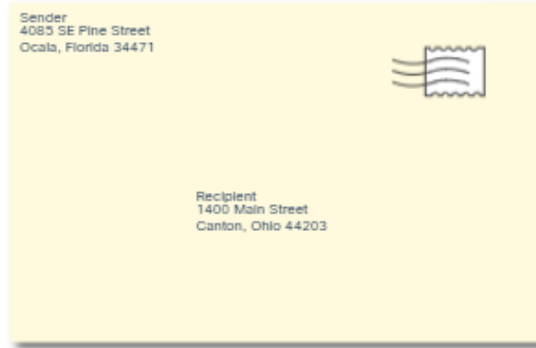 Sender
4085 SE Pine Street
Ocala, Florida 34471
Recipient
1400 Main Street
Canton, Ohio 44203